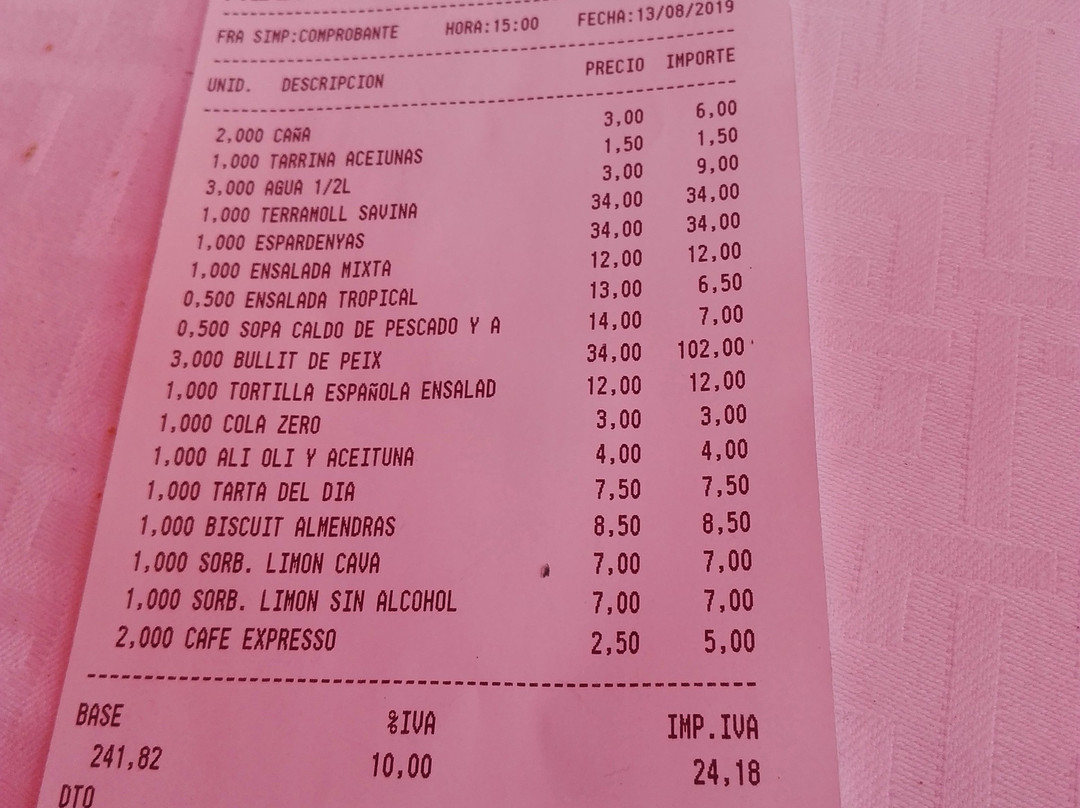 FRA SIMP:COMPROBANTE HORA:15:00 FECHA:13/08/2019
UNID. DESCRIPCION PRECIO IMPORTE
2,000 CAÑA 3,00 6,00
1,000 TARRINA ACEIUNAS 1,50 1,50
3,000 AGUA 1/2L 3,00 9,00
1,000 TERRAMOLL SAVINA 34,00 34,00
1,000 ESPARDENYAS 34,00 34,00
1,000 ENSALADA MIXTA 12,00 12,00
0,500 ENSALADA TROPICAL 13,00 6,50
0,500 SOPA CALDO DE PESCADO Y A 14,00 7,00
3,000 BULLIT DE PEIX 34,00 102,00
1,000 TORTILLA ESPAÑOLA ENSALAD 12,00 12,00
1,000 COLA ZERO 3,00 3,00
1,000 ALI OLI Y ACEITUNA 4,00 4,00
1,000 TARTA DEL DIA 7,50 7,50
1,000 BISCUIT ALMENDRAS 8,50 8,50
1,000 SORB. LIMON CAVA 7,00 7,00
1,000 SORB. LIMON SIN ALCOHOL 7,00 7,00
2,000 CAFE EXPRESSO 2,50 5,00
BASE %IVA IMP.IVA
241,82 10,00 24,18
DTO